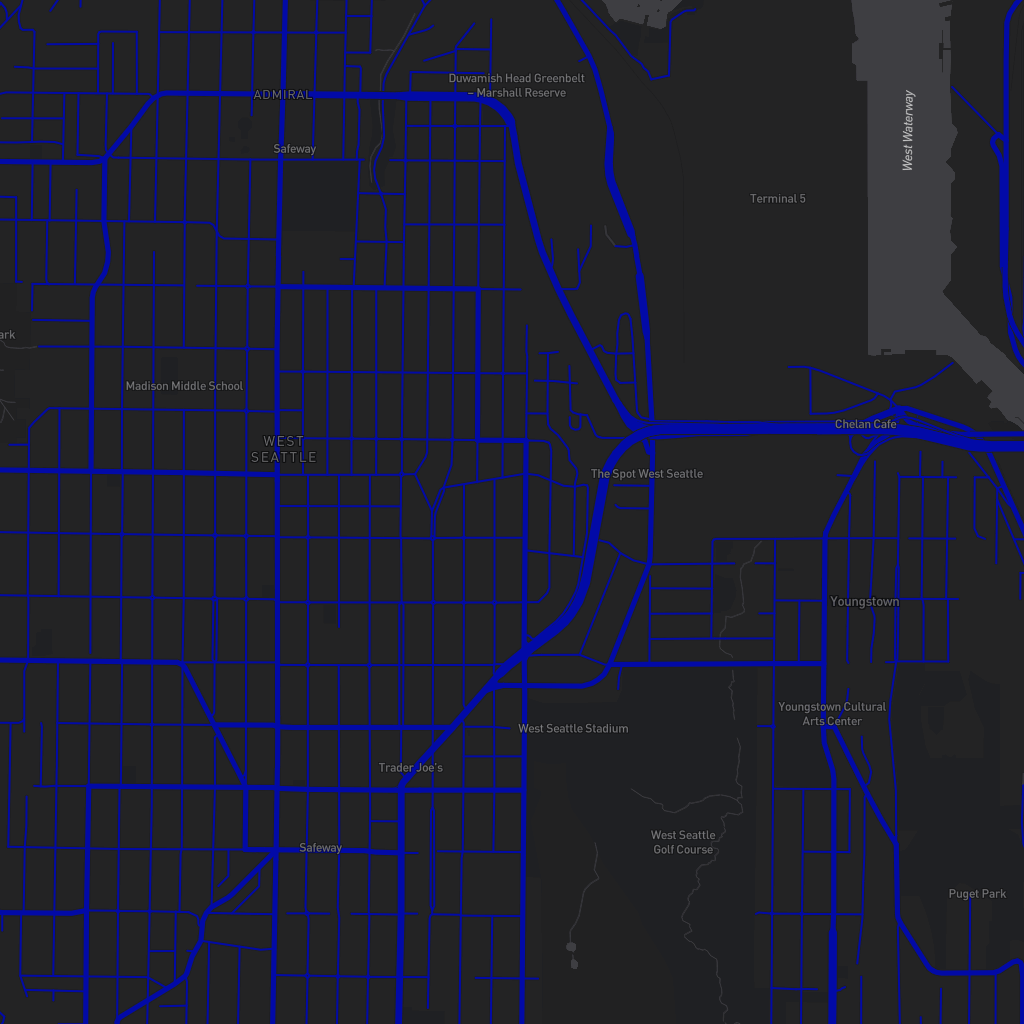 Duwamish Head Greenbelt
– Marshall Reserve
ADMIRAL
Safeway
West Waterway
Terminal 5
ark
Madison Middle School
WEST
SEATTLE
Chelan Cafe
The Spot West Seattle
Youngstown
Youngstown Cultural
Arts Center
West Seattle Stadium
Trader Joe's
West Seattle
Golf Course
Safeway
Puget Park